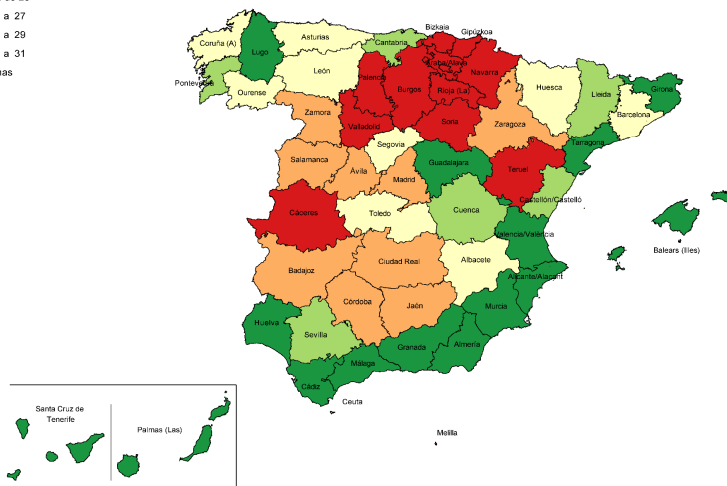 a 27
a 29
a 31
Bizkaia
Gipúzkoa
Coruña (A)
Lugo
Asturias
Cantabria
Araba/Álava
Navarra
Pontevedra
Ourense
León
Palencia
Burgos
Rioja (La)
Huesca
Lleida
Girona
Barcelona
Zamora
Valladolid
Soria
Zaragoza
Tarragona
Segovia
Salamanca
Ávila
Madrid
Guadalajara
Teruel
Castellón/Castelló
Cáceres
Toledo
Cuenca
Valencia/València
Balears (Illes)
Badajoz
Ciudad Real
Albacete
Alicante/Alacant
Córdoba
Jaén
Murcia
Huelva
Sevilla
Granada
Almería
Málaga
Cádiz
Ceuta
Melilla
Santa Cruz de
Tenerife
Palmas (Las)